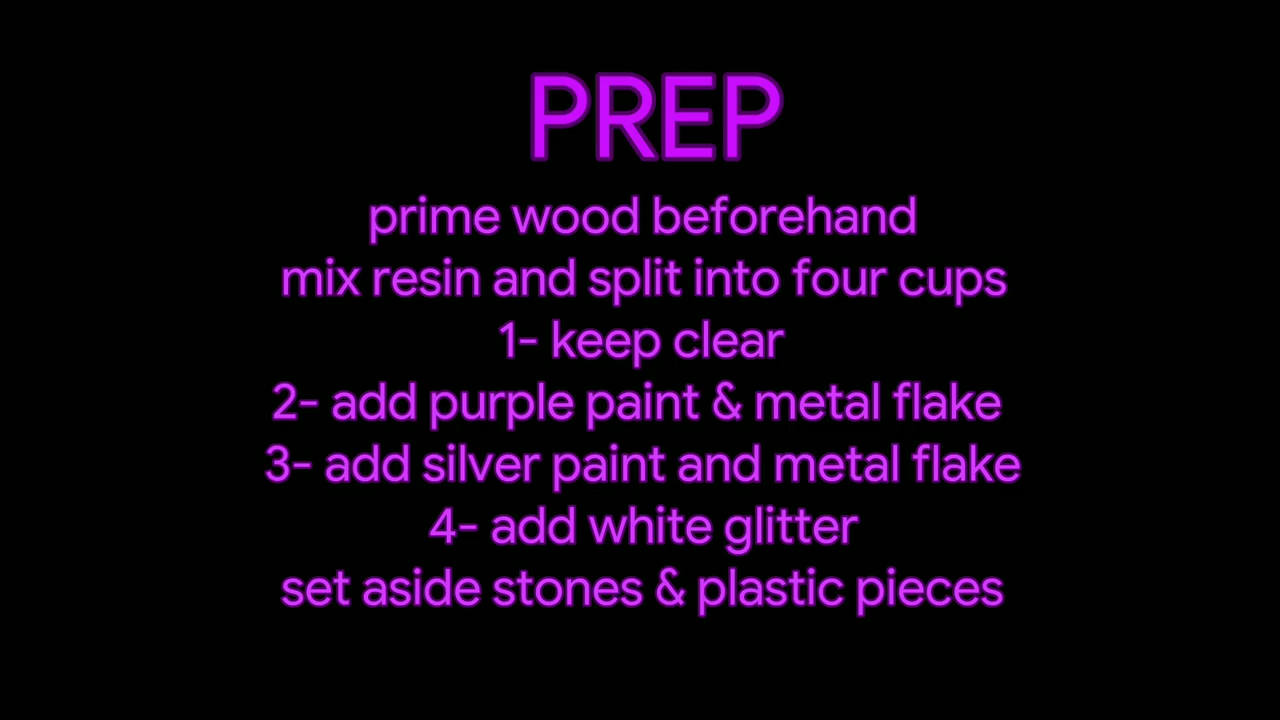 PREP
prime wood beforehand
mix resin and split into four cups
1- keep clear
2- add purple paint & metal flake
3- add silver paint and metal flake
4- add white glitter
set aside stones & plastic pieces